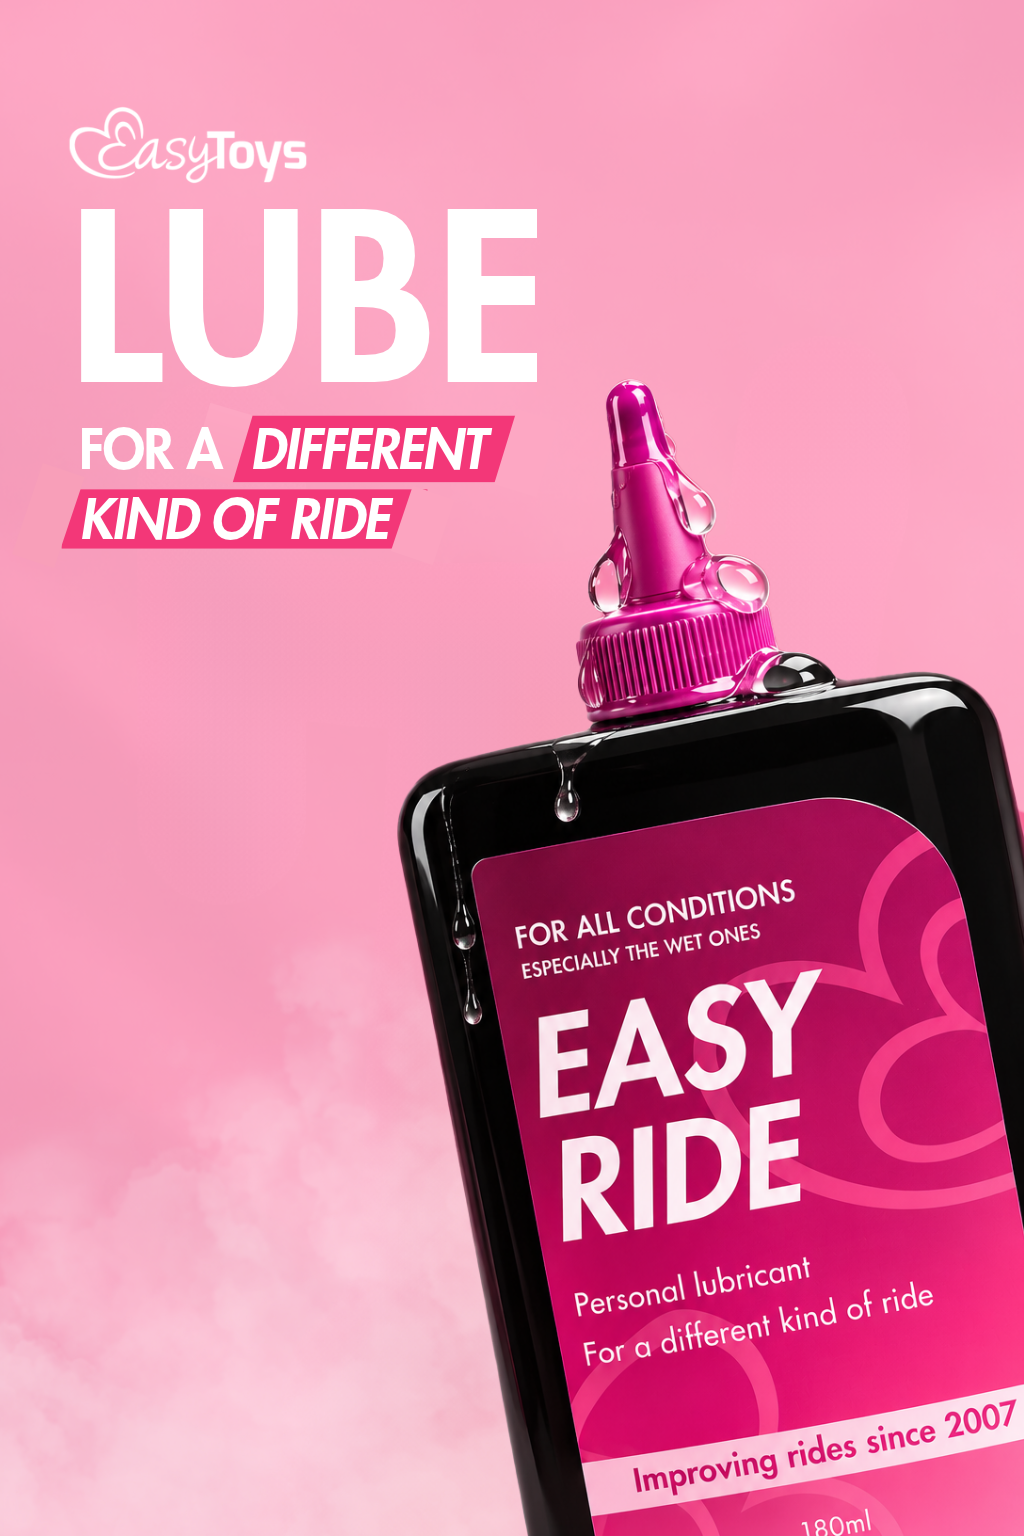 EasyToys
LUBE
FOR A DIFFERENT
KIND OF RIDE
FOR ALL CONDITIONS
ESPECIALLY THE WET ONES
EASY
RIDE
Personal lubricant
For a different kind of ride
Improving rides since 2007
180ml